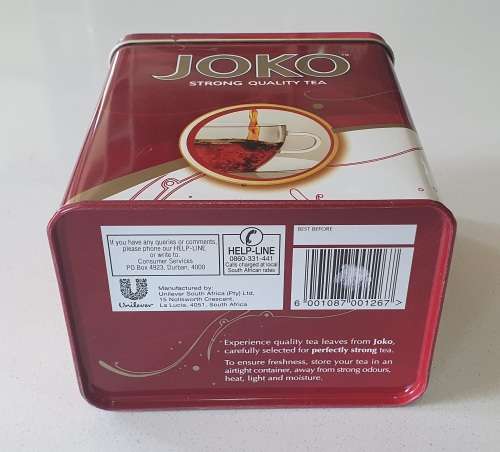 JOKO™
STRONG QUALITY TEA
If you have any queries or comments,
please phone our HELP-LINE
or write to:
Consumer Services
P.O. Box 4923, Durban, 4000
HELP-LINE
0860-331-441
Calls charged at local
South African rates
Unilever
Manufactured by:
Unilever South Africa (Pty) Ltd,
15 Nollsworth Crescent,
La Lucia, 4051, South Africa
BEST BEFORE
6 001087 001267 >
Experience quality tea leaves from Joko,
carefully selected for perfectly strong tea.
To ensure freshness, store your tea in an
airtight container, away from strong odours,
heat, light and moisture.